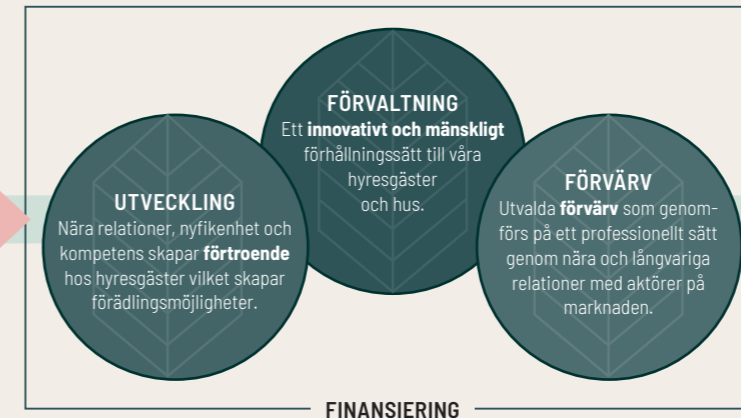 FÖRVALTNING
Ett innovativt och mänskligt
förhållningssätt till våra
hyresgäster
och hus.
UTVECKLING
Nära relationer, nyfikenhet och
kompetens skapar förtroende
hos hyresgäster vilket skapar
förädlingsmöjligheter.
FÖRVÄRV
Utvalda förvärv som genom-
förs på ett professionellt sätt
genom nära och långvariga
relationer med aktörer på
marknaden.
FINANSIERING